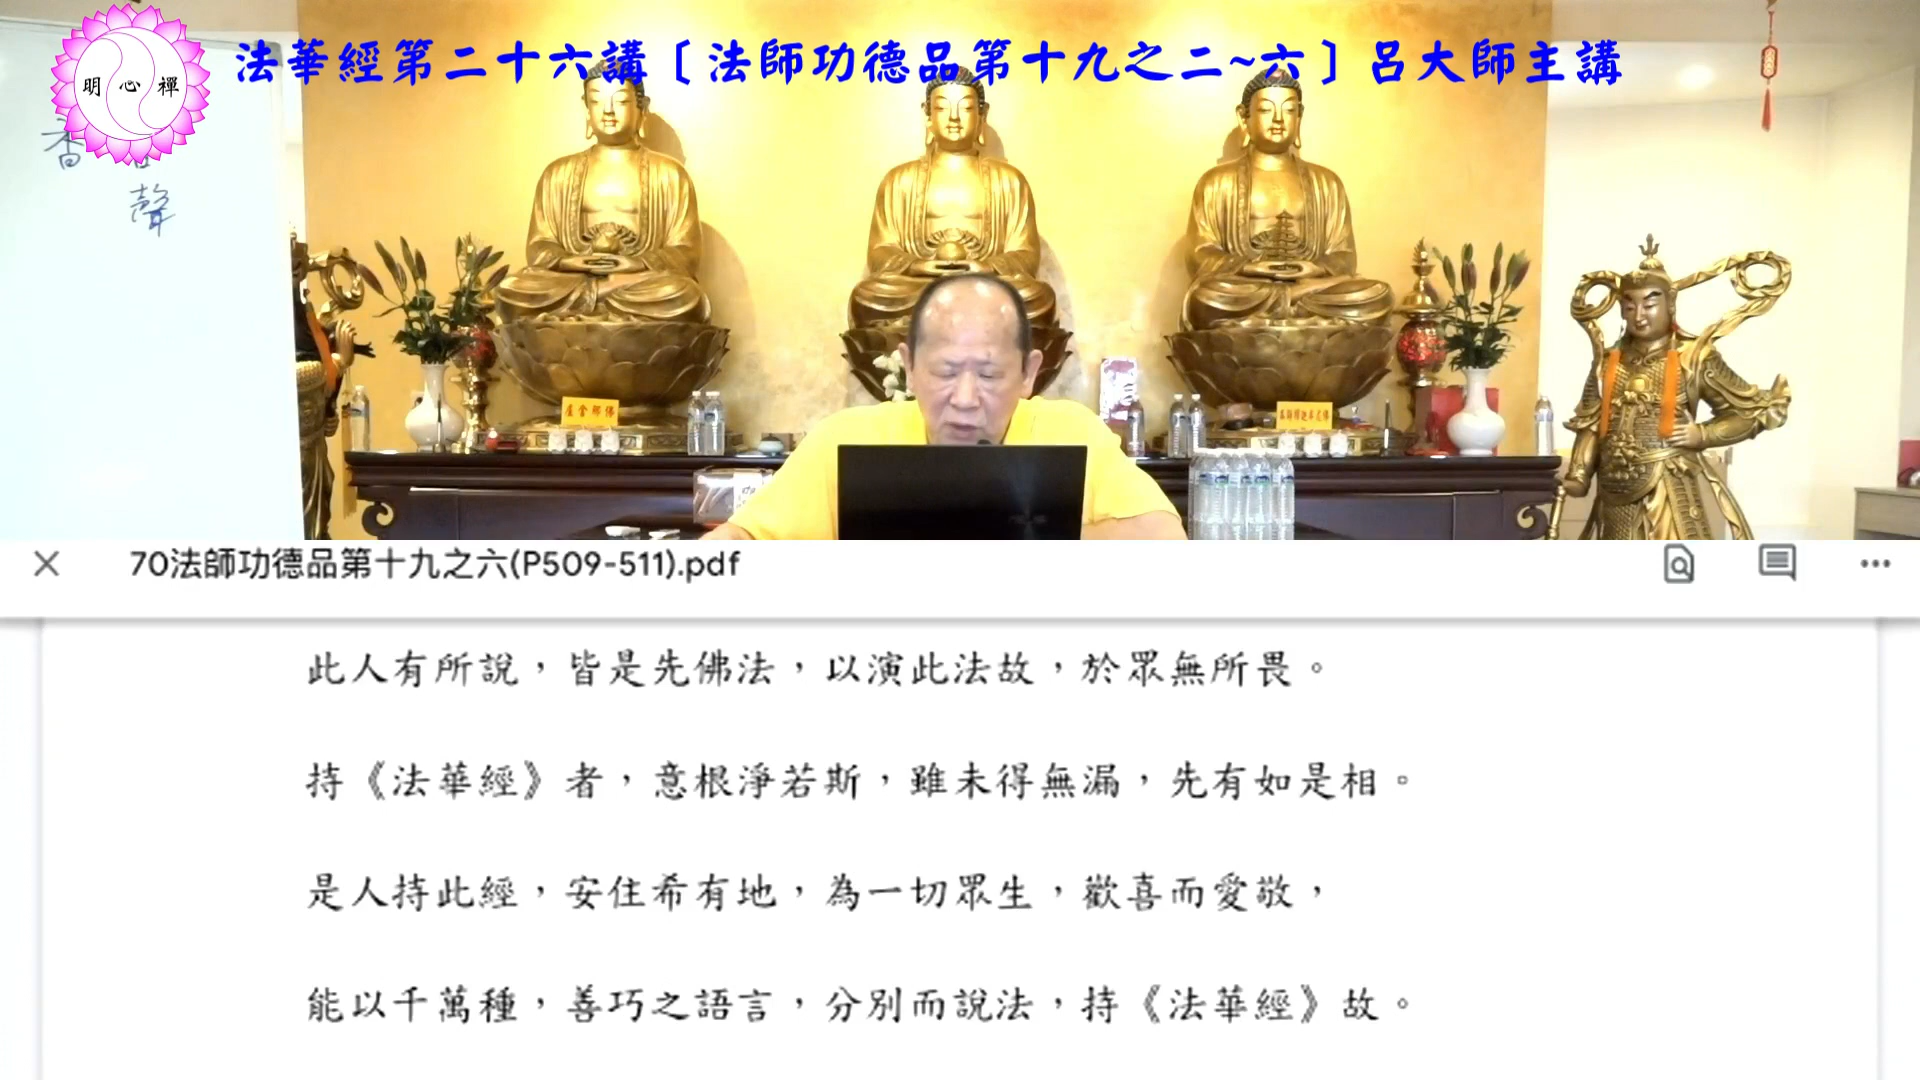 法華經第二十六講〔法師功德品第十九之二~六〕呂大師主講
明心禪
香
聲
70法師功德品第十九之六(P509-511).pdf
此人有所說，皆是先佛法，以演此法故，於眾無所畏。
持《法華經》者，意根淨若斯，雖未得無漏，先有如是相。
是人持此經，安住希有地，為一切眾生，歡喜而愛敬，
能以千萬種，善巧之語言，分別而說法，持《法華經》故。